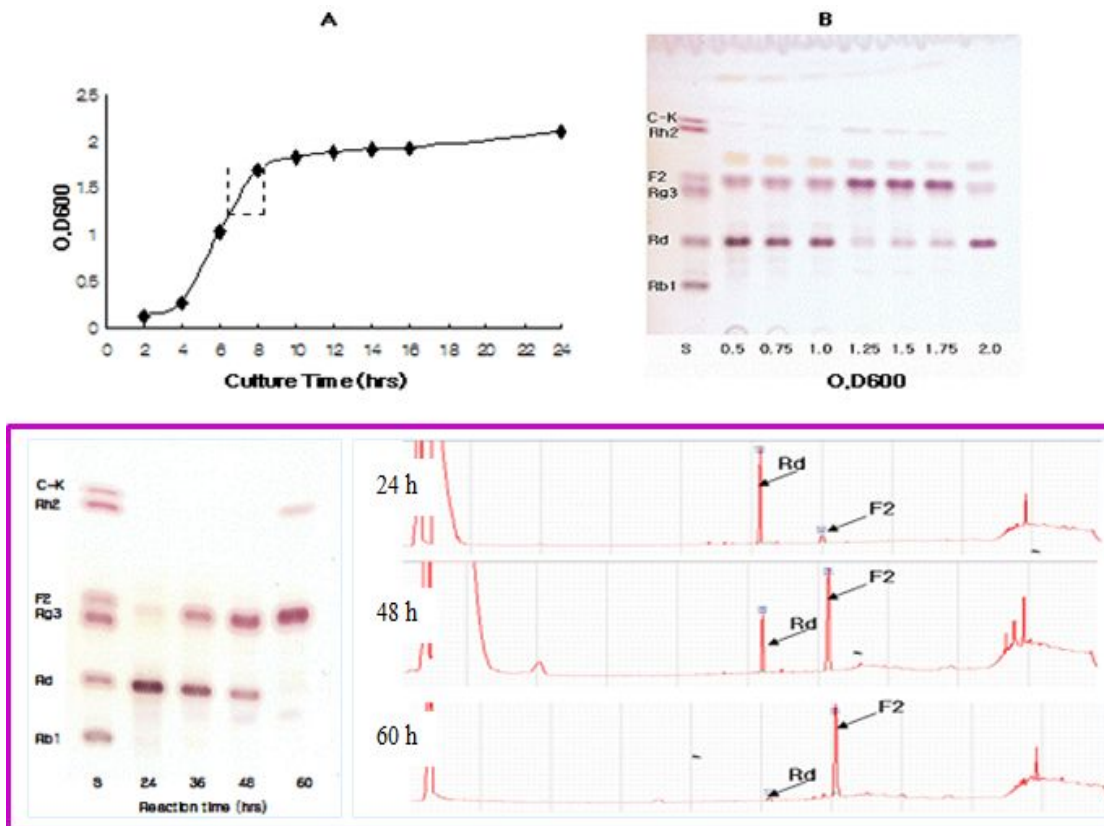 A
B
2.5
2
1.5
1
0.5
0
O.D600
0 2 4 6 8 10 12 14 16 18 20 22 24
Culture Time (hrs)
C-K
Rh2
F2
Rg3
Rd
Rb1
S 0.5 0.75 1.0 1.25 1.5 1.75 2.0
O.D600
C-K
Rh2
F2
Rg3
Rd
Rb1
S 24 36 48 60
Reaction time (hrs)
24 h
Rd
F2
48 h
F2
Rd
60 h
F2
Rd